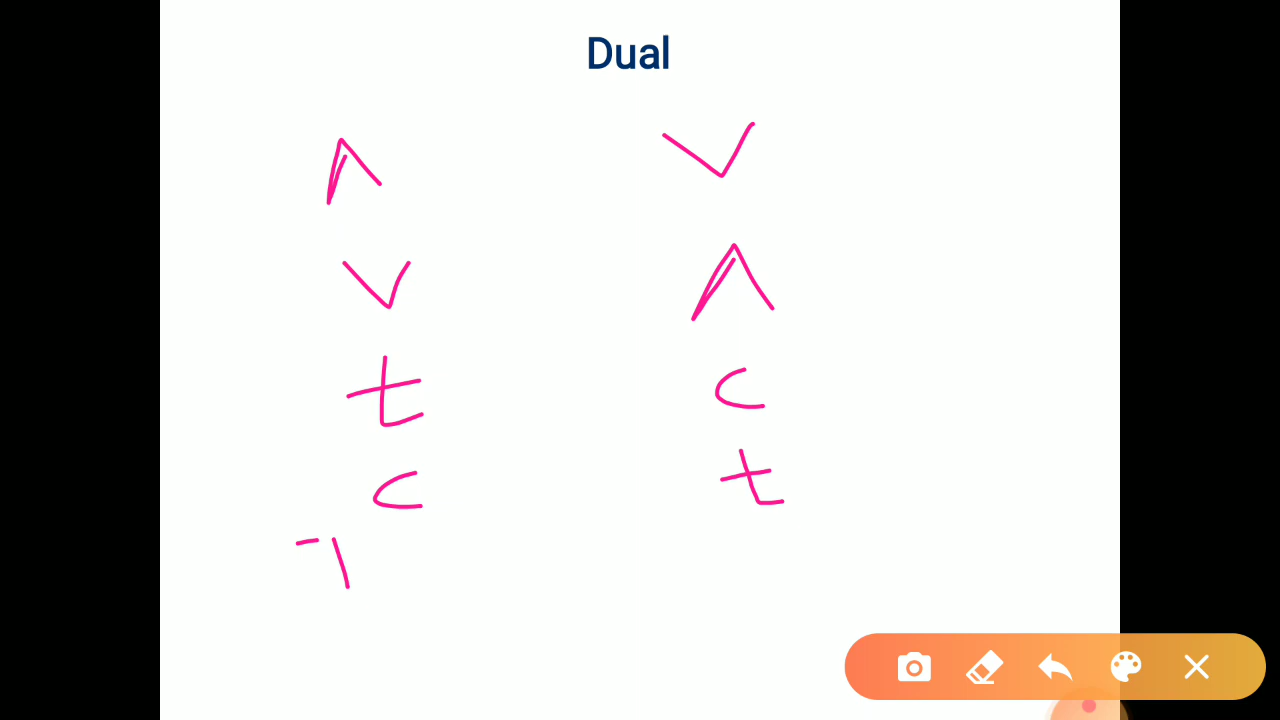 Dual
∧ ∨
∨ ∧
t c
c t